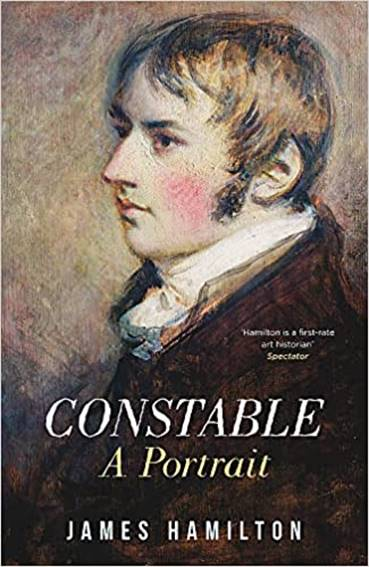 'Hamilton is a first-rate
art historian'
Spectator
CONSTABLE
A Portrait
JAMES HAMILTON